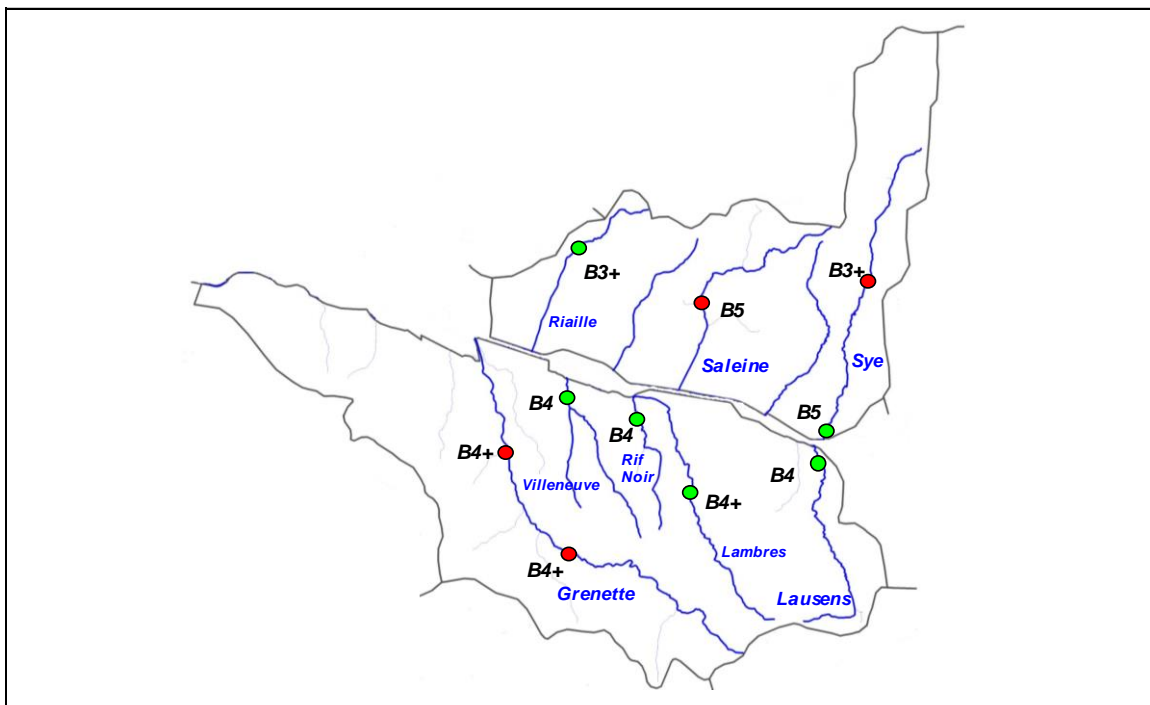 B3+
B3+
B5
Riaille
Saleine
Sye
B4
B5
B4
B4+
Rif
Noir
B4
Villeneuve
B4+
Lambres
B4+
Grenette
Lausens